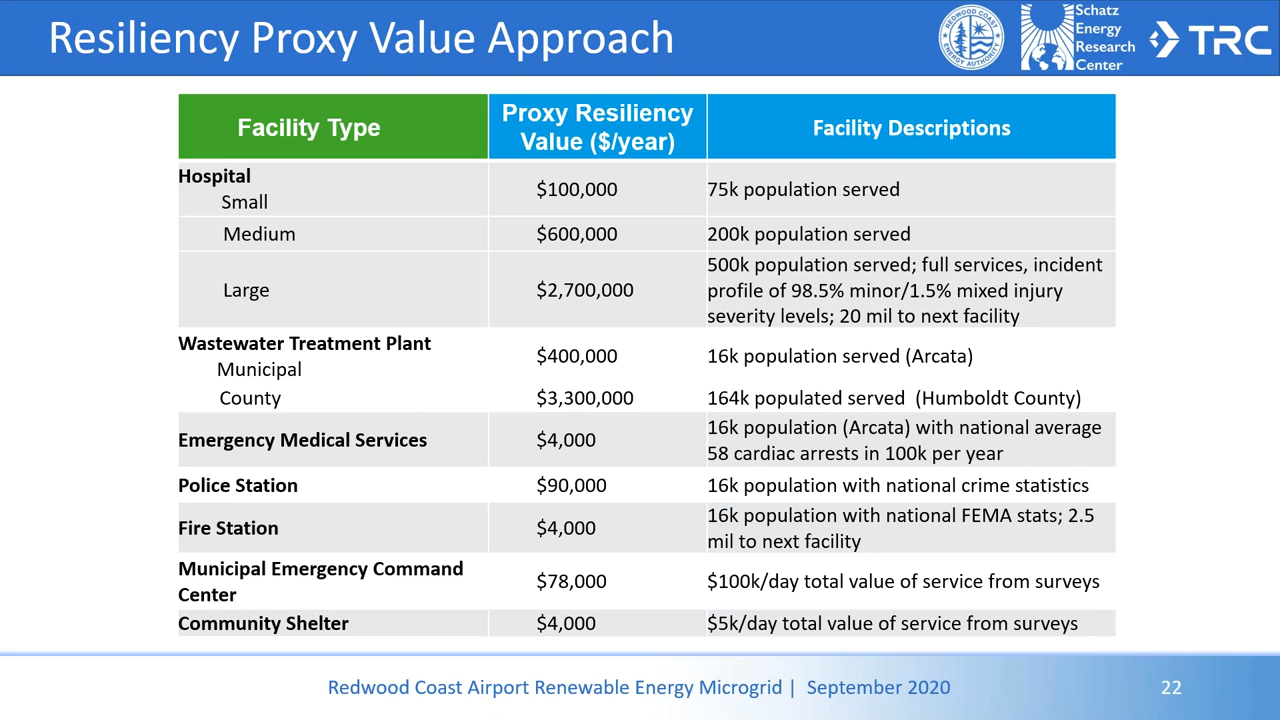 Resiliency Proxy Value Approach
REDWOOD COAST
ENERGY AUTHORITY
Schatz
Energy
Research
Center
TRC
Facility Type
Proxy Resiliency
Value ($/year)
Facility Descriptions
Hospital
Small
$100,000
75k population served
Medium
$600,000
200k population served
Large
$2,700,000
500k population served; full services, incident
profile of 98.5% minor/1.5% mixed injury
severity levels; 20 mil to next facility
Wastewater Treatment Plant
Municipal
$400,000
16k population served (Arcata)
County
$3,300,000
164k populated served (Humboldt County)
Emergency Medical Services
$4,000
16k population (Arcata) with national average
58 cardiac arrests in 100k per year
Police Station
$90,000
16k population with national crime statistics
Fire Station
$4,000
16k population with national FEMA stats; 2.5
mil to next facility
Municipal Emergency Command
Center
$78,000
$100k/day total value of service from surveys
Community Shelter
$4,000
$5k/day total value of service from surveys
Redwood Coast Airport Renewable Energy Microgrid | September 2020
22